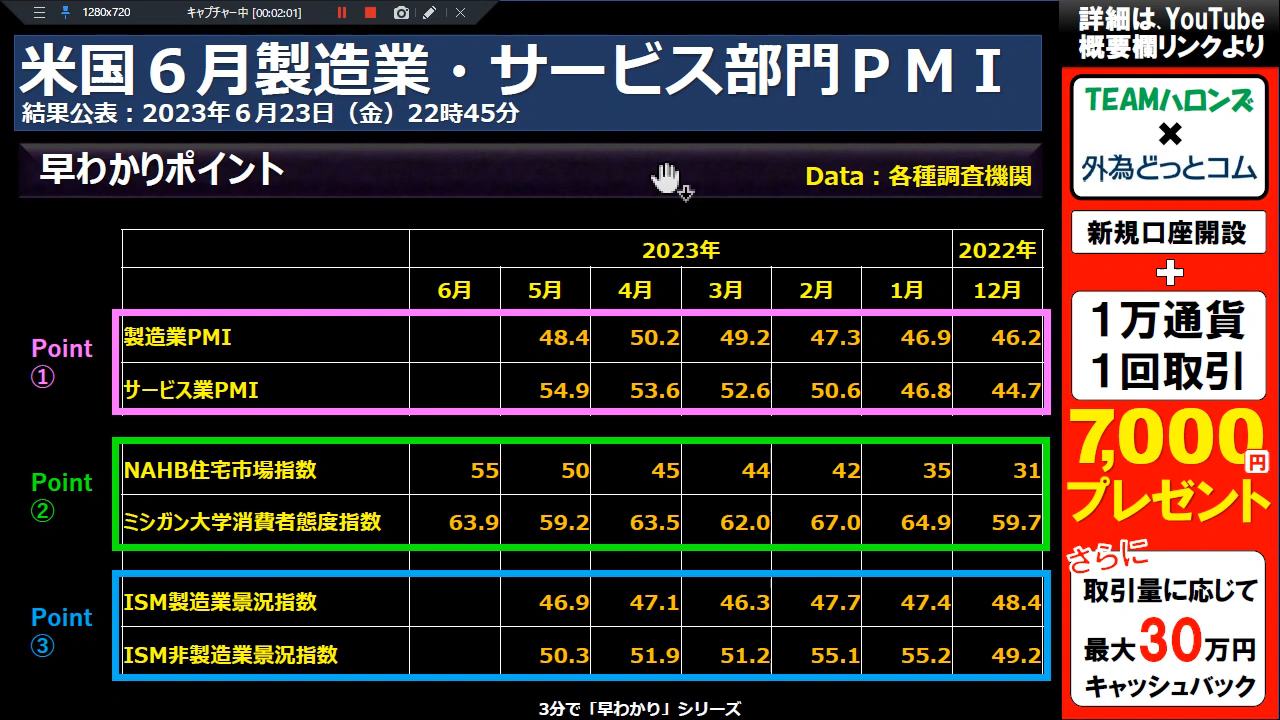 1280x720 キャプチャー中 [00:02:01]
米国６月製造業・サービス部門ＰＭＩ
結果公表：2023年６月23日（金）22時45分
早わかりポイント
Data：各種調査機関
2023年 2022年
6月 5月 4月 3月 2月 1月 12月
Point
①
製造業PMI 48.4 50.2 49.2 47.3 46.9 46.2
サービス業PMI 54.9 53.6 52.6 50.6 46.8 44.7
Point
②
NAHB住宅市場指数 55 50 45 44 42 35 31
ミシガン大学消費者態度指数 63.9 59.2 63.5 62.0 67.0 64.9 59.7
Point
③
ISM製造業景況指数 46.9 47.1 46.3 47.7 47.4 48.4
ISM非製造業景況指数 50.3 51.9 51.2 55.1 55.2 49.2
3分で「早わかり」シリーズ
詳細は、YouTube
概要欄リンクより
TEAMハロンズ
×
外為どっとコム
新規口座開設
+
1万通貨
1回取引
7,000円
プレゼント
さらに
取引量に応じて
最大30万円
キャッシュバック